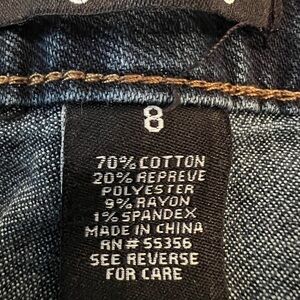 8
70% COTTON
20% REPREVE
POLYESTER
9% RAYON
1% SPANDEX
MADE IN CHINA
RN# 55356
SEE REVERSE
FOR CARE